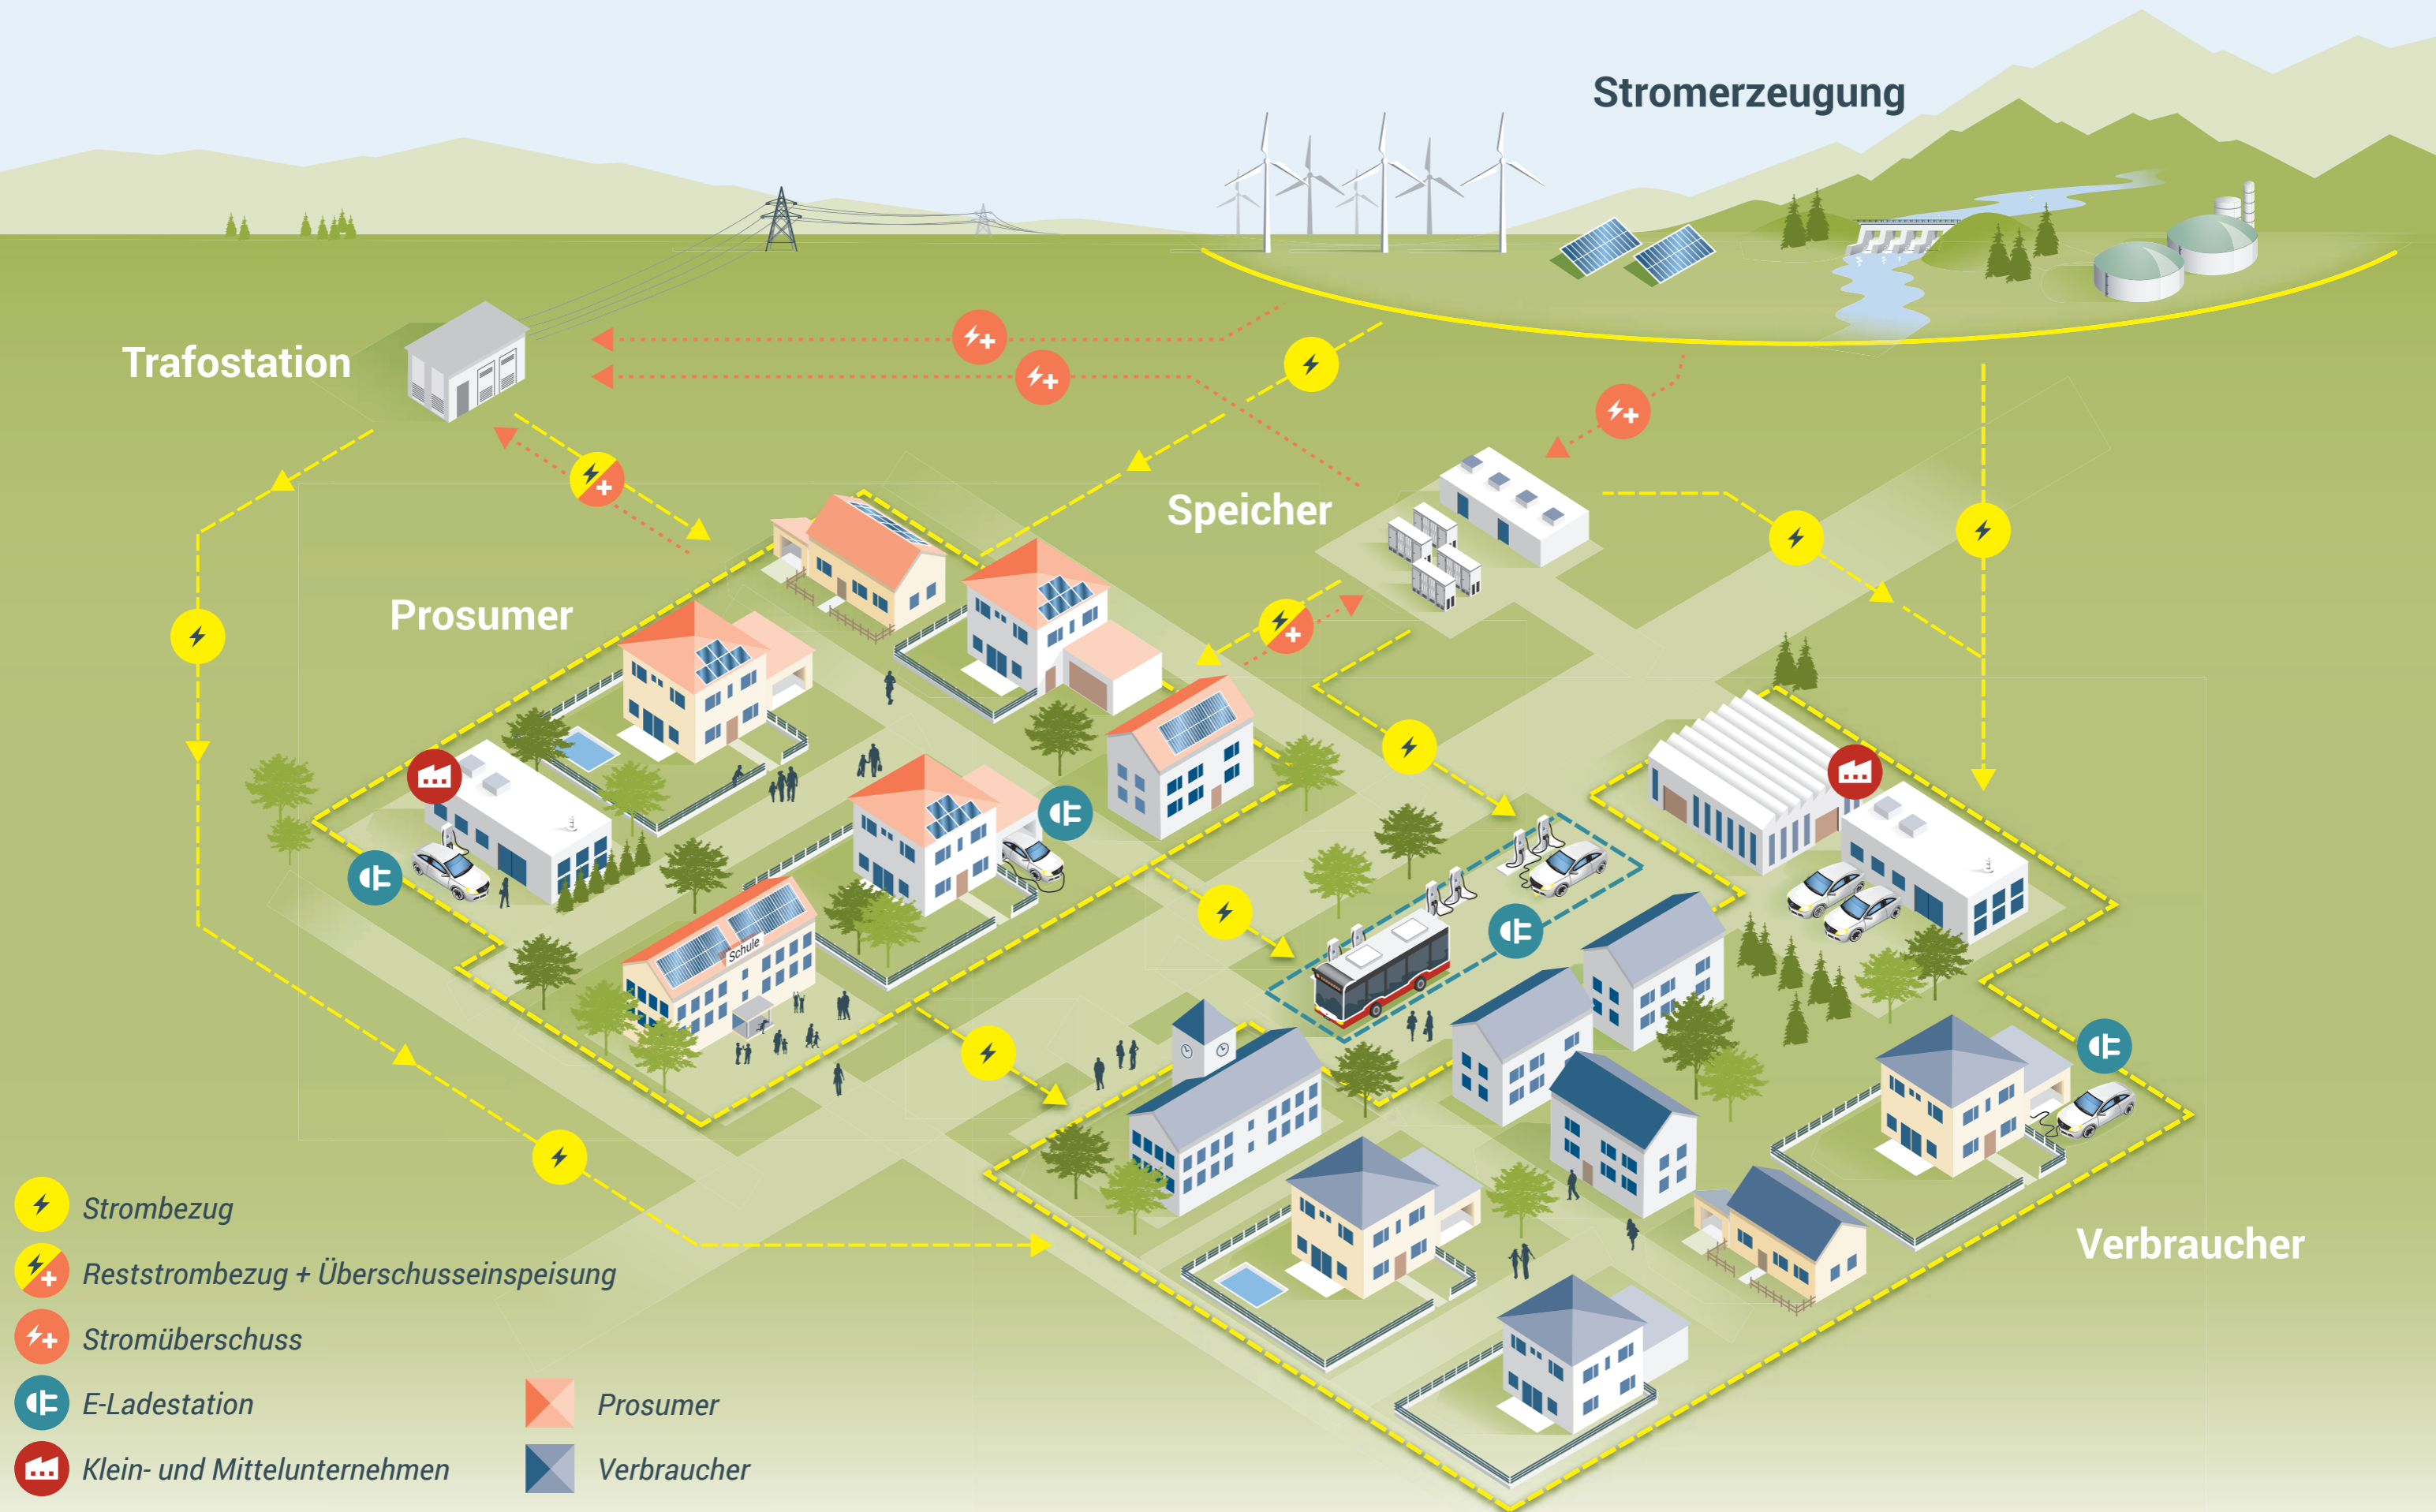 Stromerzeugung
Trafostation
Speicher
Prosumer
Schule
Verbraucher
Strombezug
Reststrombezug + Überschusseinspeisung
Stromüberschuss
E-Ladestation
Klein- und Mittelunternehmen
Prosumer
Verbraucher